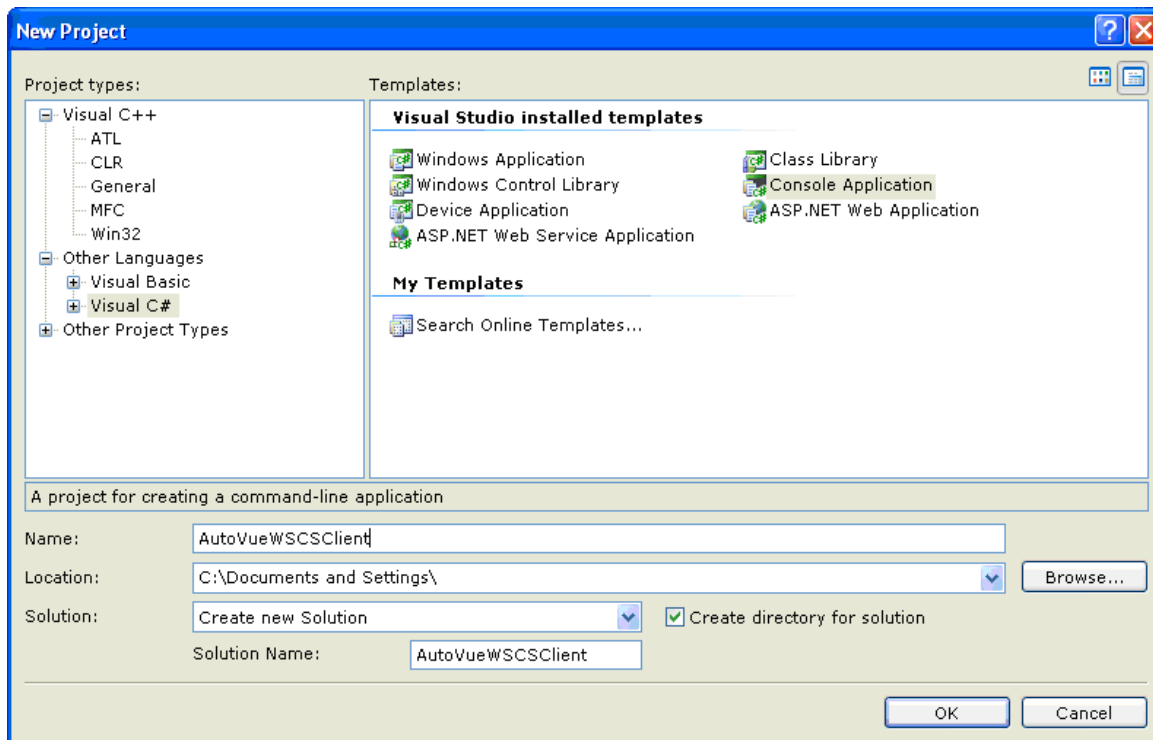 New Project
Project types:
Templates:
Visual C++
ATL
CLR
General
MFC
Win32
Other Languages
Visual Basic
Visual C#
Other Project Types
Visual Studio installed templates
Windows Application
Class Library
Windows Control Library
Console Application
Device Application
ASP.NET Web Application
ASP.NET Web Service Application
My Templates
Search Online Templates...
A project for creating a command-line application
Name:
AutoVueWSCSClient
Location:
C:\Documents and Settings\
Browse...
Solution:
Create new Solution
Create directory for solution
Solution Name:
AutoVueWSCSClient
OK
Cancel